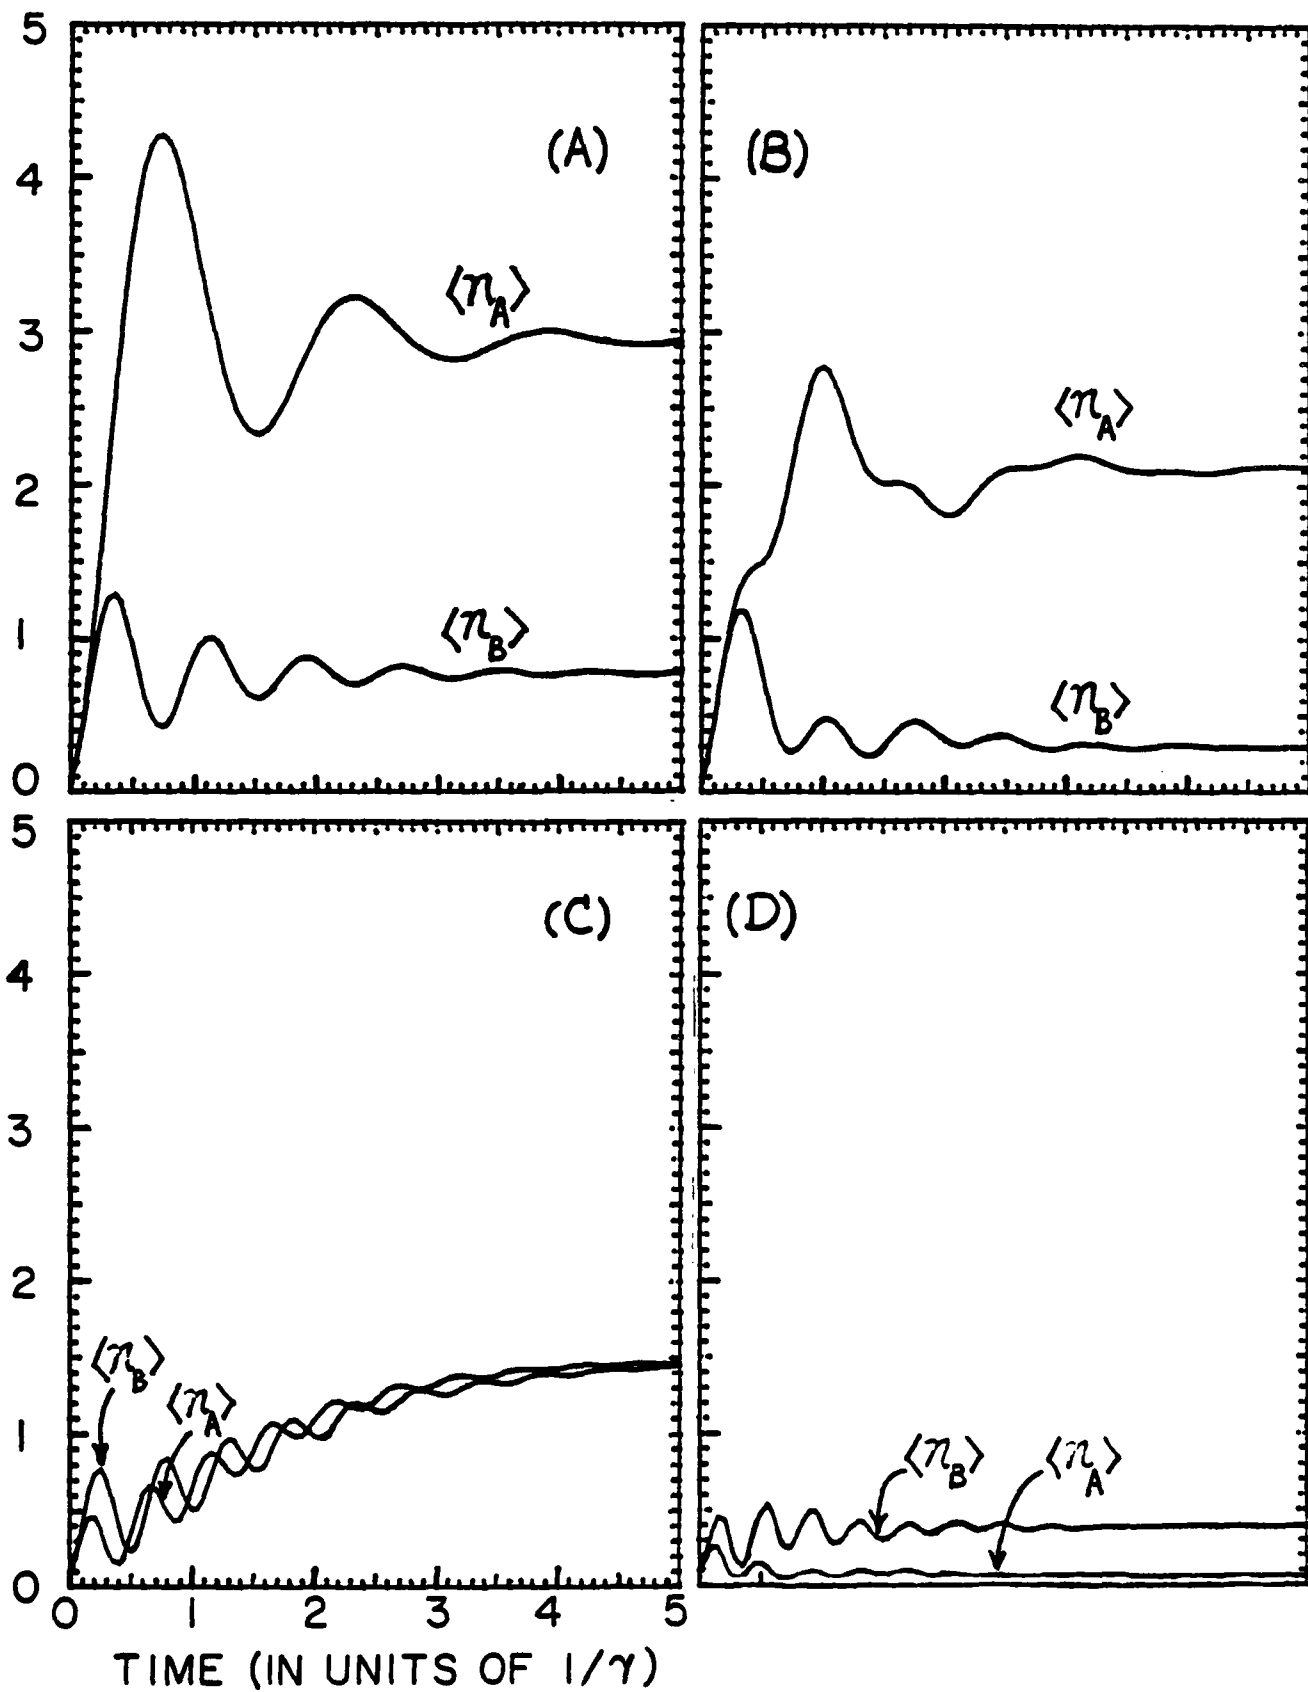 5
(A)
(B)
4
⟨n_A⟩
3
⟨n_A⟩
2
⟨n_B⟩
1
⟨n_B⟩
0
5
(C)
(D)
4
3
2
⟨n_B⟩
⟨n_A⟩
1
⟨n_B⟩
⟨n_A⟩
0
0 1 2 3 4 5
TIME (IN UNITS OF 1/γ)